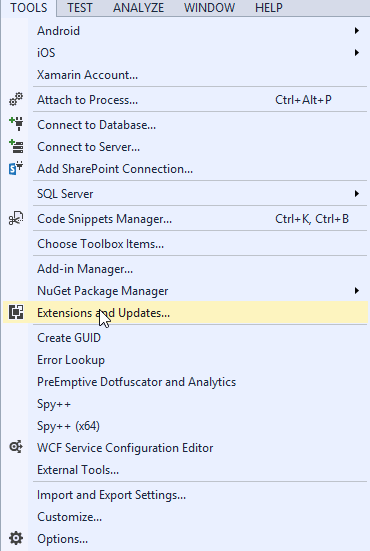 TOOLS TEST ANALYZE WINDOW HELP
Android
iOS
Xamarin Account...
Attach to Process... Ctrl+Alt+P
Connect to Database...
Connect to Server...
Add SharePoint Connection...
SQL Server
Code Snippets Manager... Ctrl+K, Ctrl+B
Choose Toolbox Items...
Add-in Manager...
NuGet Package Manager
Extensions and Updates...
Create GUID
Error Lookup
PreEmptive Dotfuscator and Analytics
Spy++
Spy++ (x64)
WCF Service Configuration Editor
External Tools...
Import and Export Settings...
Customize...
Options...